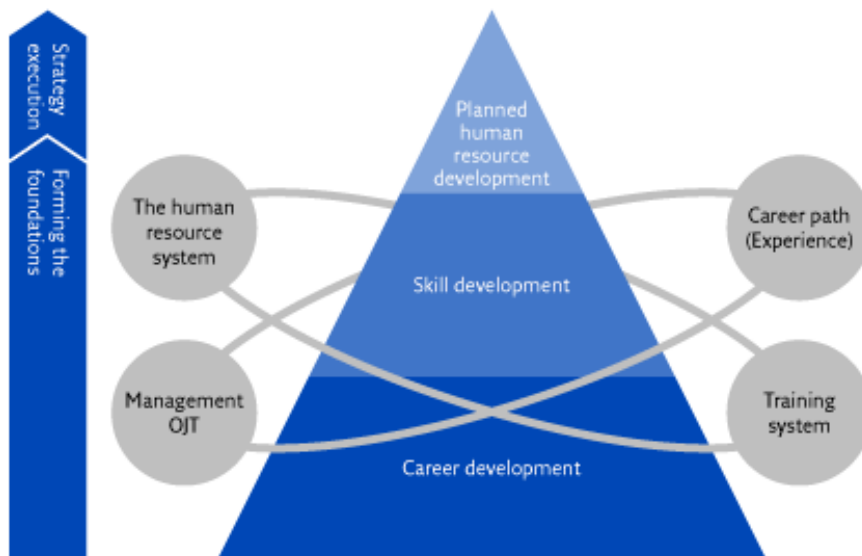 Strategy
execution
Forming the
foundations
Planned
human
resource
development
The human
resource
system
Career path
(Experience)
Skill development
Management
OJT
Training
system
Career development